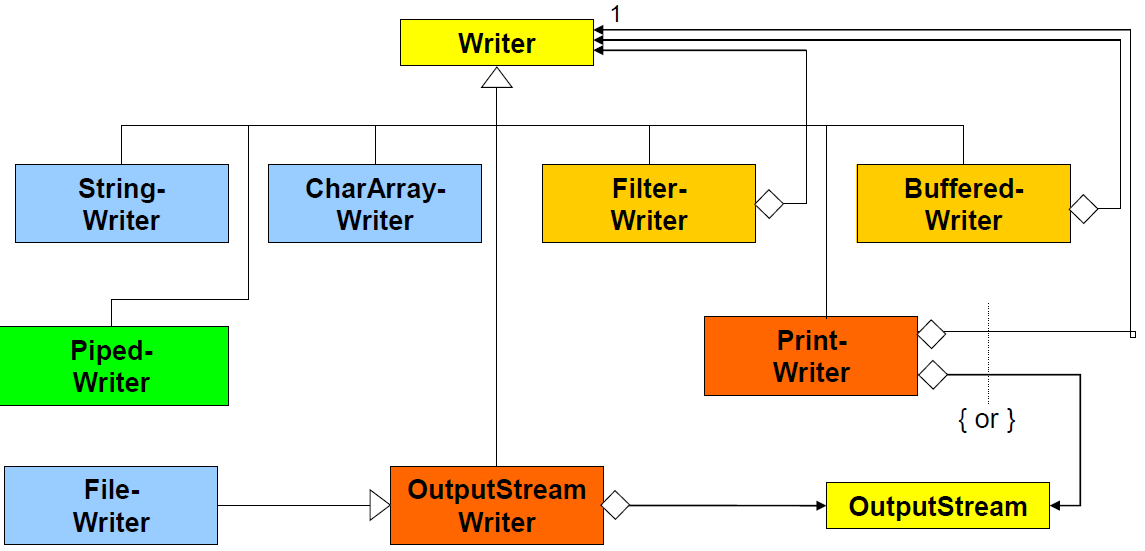 1
Writer
String-
Writer
CharArray-
Writer
Filter-
Writer
Buffered-
Writer
Piped-
Writer
Print-
Writer
{ or }
File-
Writer
OutputStream
Writer
OutputStream